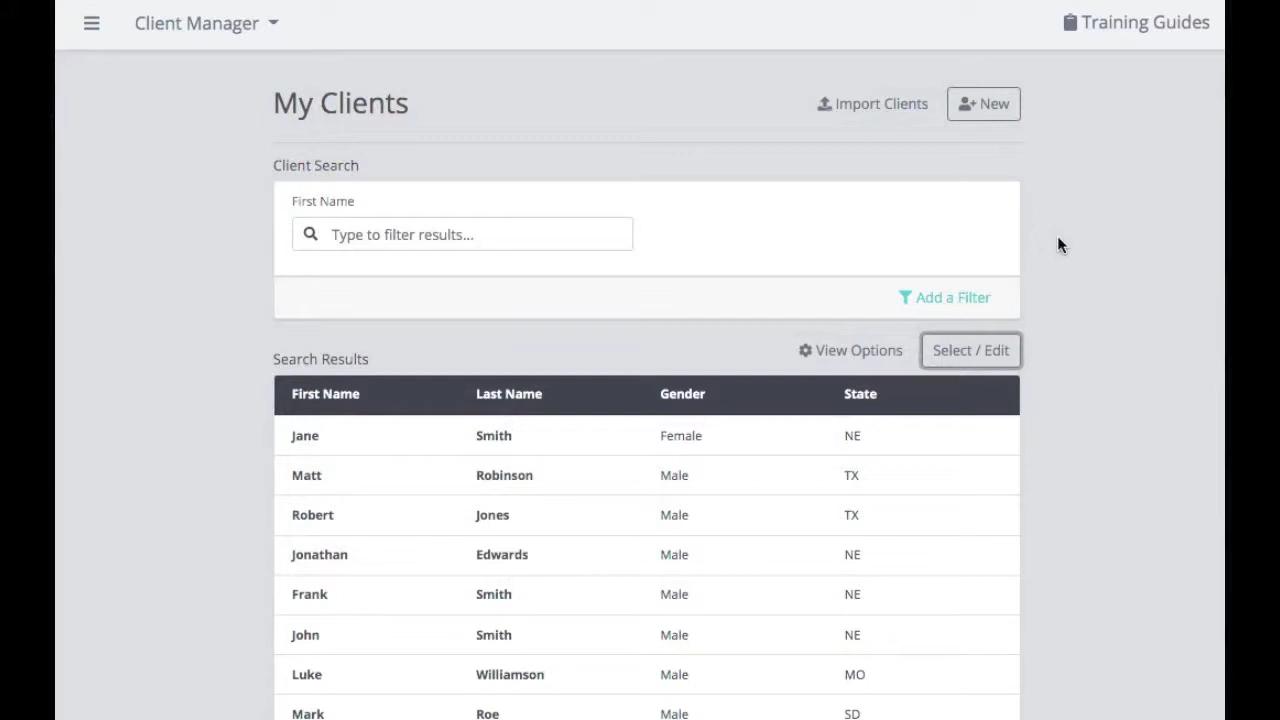 Client Manager
Training Guides
My Clients
Import Clients
New
Client Search
First Name
Type to filter results...
Add a Filter
Search Results
View Options
Select / Edit
First Name Last Name Gender State
Jane Smith Female NE
Matt Robinson Male TX
Robert Jones Male TX
Jonathan Edwards Male NE
Frank Smith Male NE
John Smith Male NE
Luke Williamson Male MO
Mark Roe Male SD